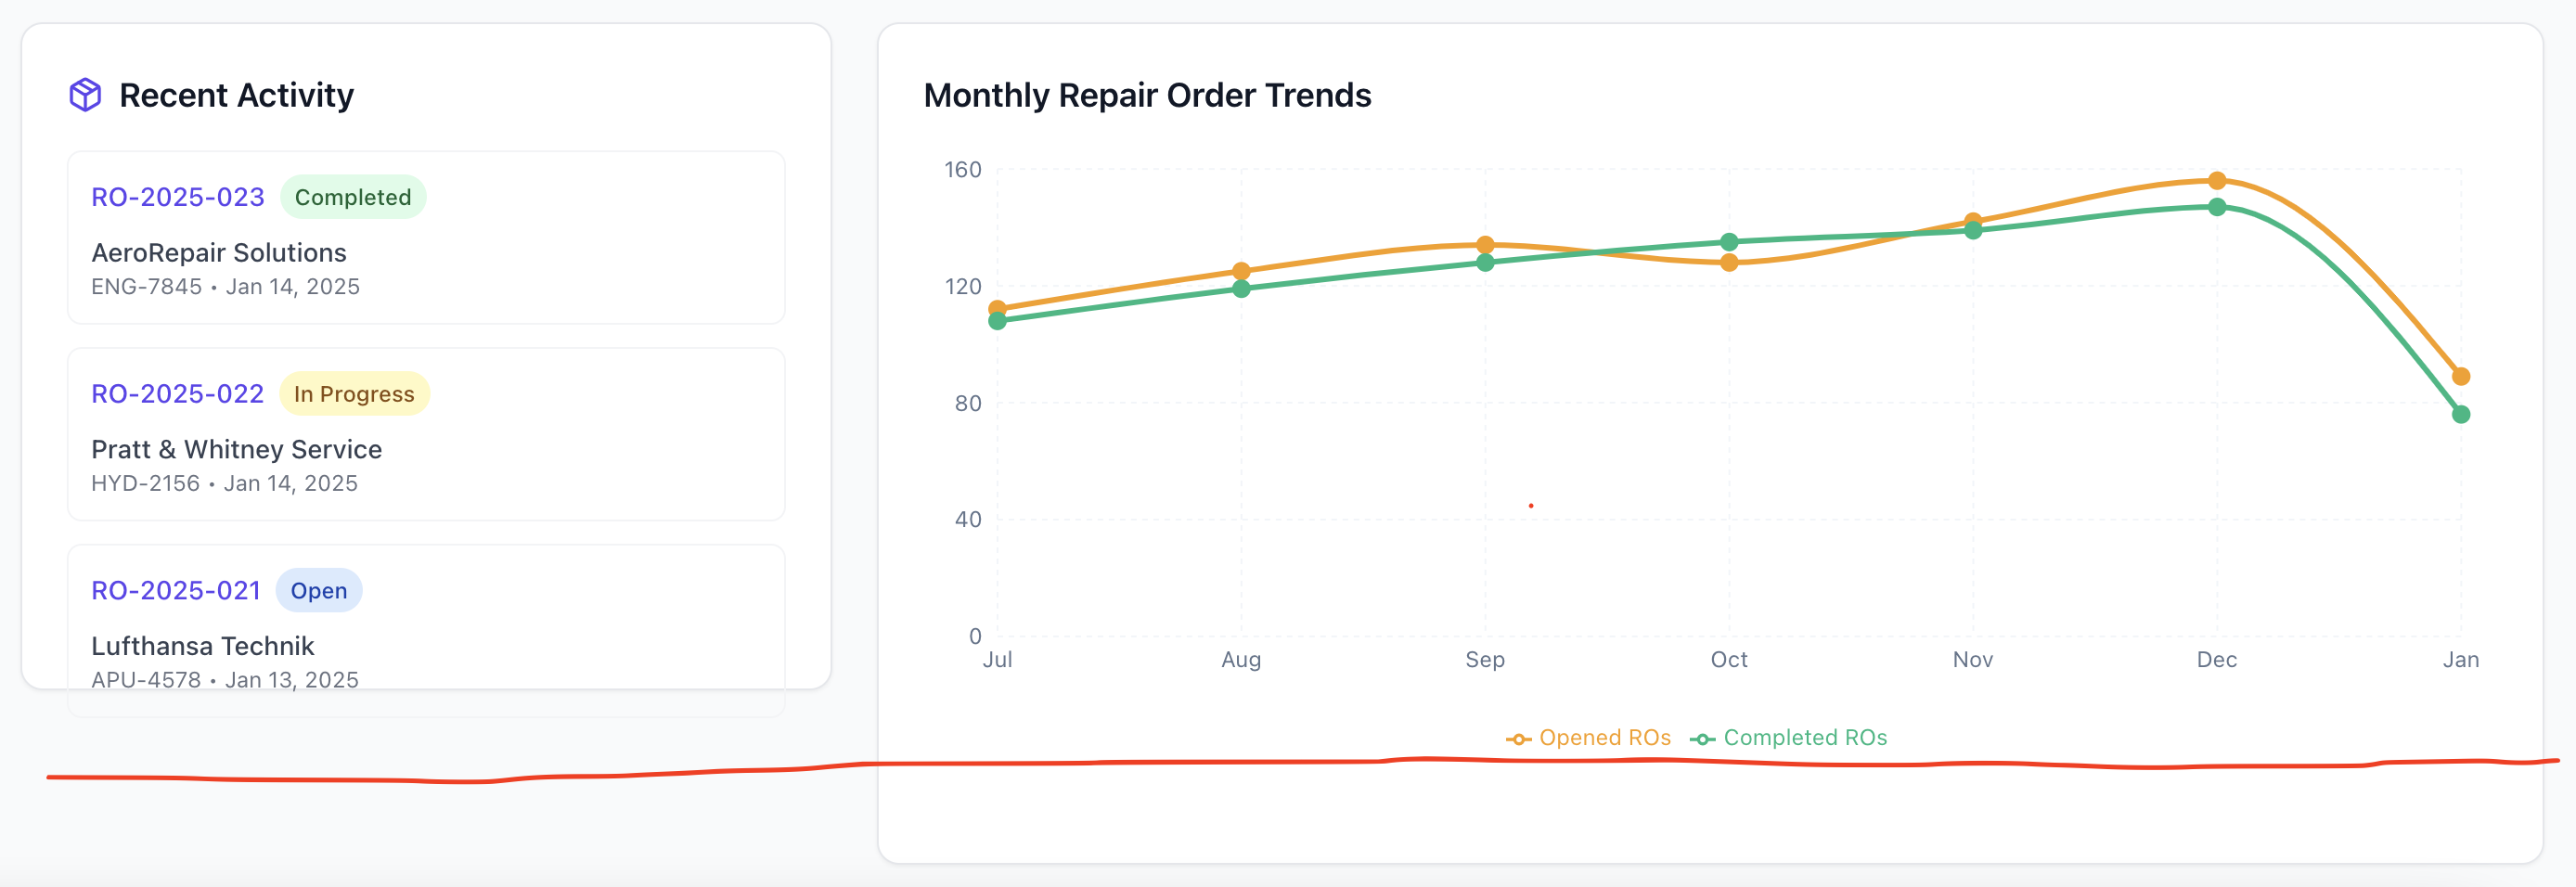 Recent Activity
RO-2025-023 Completed
AeroRepair Solutions
ENG-7845 • Jan 14, 2025
RO-2025-022 In Progress
Pratt & Whitney Service
HYD-2156 • Jan 14, 2025
RO-2025-021 Open
Lufthansa Technik
APU-4578 • Jan 13, 2025
Monthly Repair Order Trends
160
120
80
40
0
Jul Aug Sep Oct Nov Dec Jan
Opened ROs Completed ROs